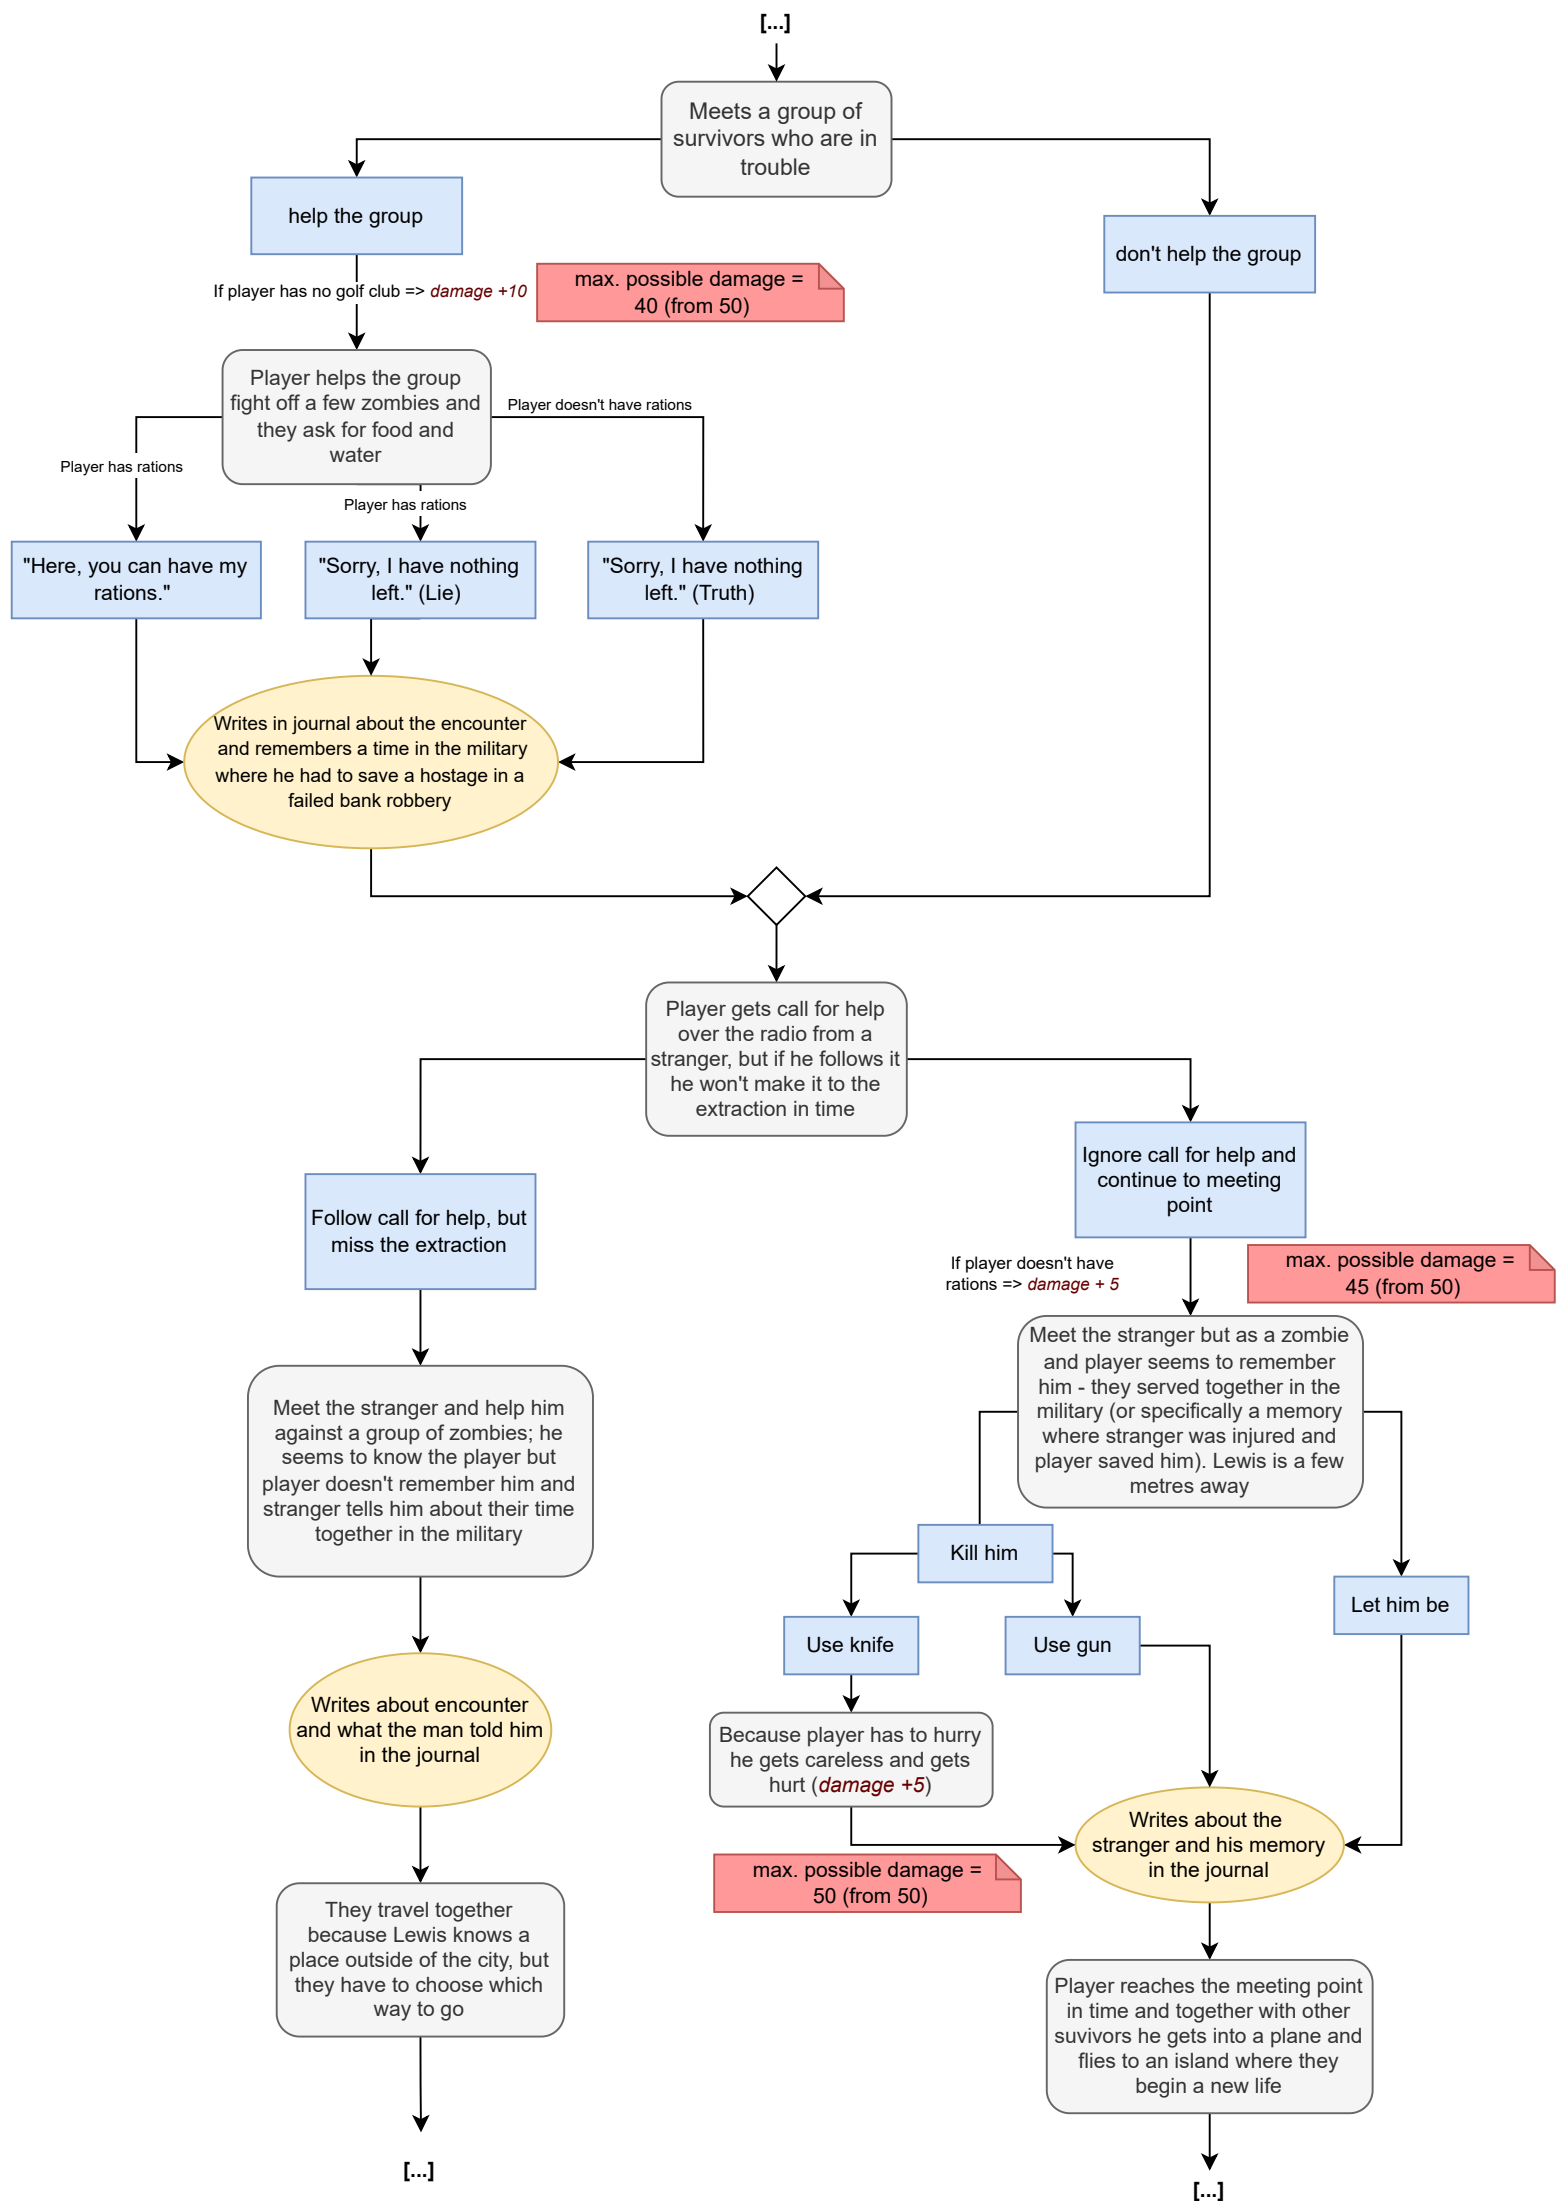 [...]
Meets a group of
survivors who are in
trouble
help the group
don't help the group
If player has no golf club => damage +10
max. possible damage =
40 (from 50)
Player helps the group
fight off a few zombies and
they ask for food and
water
Player doesn't have rations
Player has rations
Player has rations
"Here, you can have my
rations."
"Sorry, I have nothing
left." (Lie)
"Sorry, I have nothing
left." (Truth)
Writes in journal about the encounter
and remembers a time in the military
where he had to save a hostage in a
failed bank robbery
Player gets call for help
over the radio from a
stranger, but if he follows it
he won't make it to the
extraction in time
Follow call for help, but
miss the extraction
Ignore call for help and
continue to meeting
point
If player doesn't have
rations => damage + 5
max. possible damage =
45 (from 50)
Meet the stranger and help him
against a group of zombies; he
seems to know the player but
player doesn't remember him and
stranger tells him about their time
together in the military
Meet the stranger but as a zombie
and player seems to remember
him - they served together in the
military (or specifically a memory
where stranger was injured and
player saved him). Lewis is a few
metres away
Kill him
Let him be
Use knife
Use gun
Writes about encounter
and what the man told him
in the journal
Because player has to hurry
he gets careless and gets
hurt (damage +5)
Writes about the
stranger and his memory
in the journal
max. possible damage =
50 (from 50)
They travel together
because Lewis knows a
place outside of the city, but
they have to choose which
way to go
Player reaches the meeting point
in time and together with other
suvivors he gets into a plane and
flies to an island where they
begin a new life
[...]
[...]